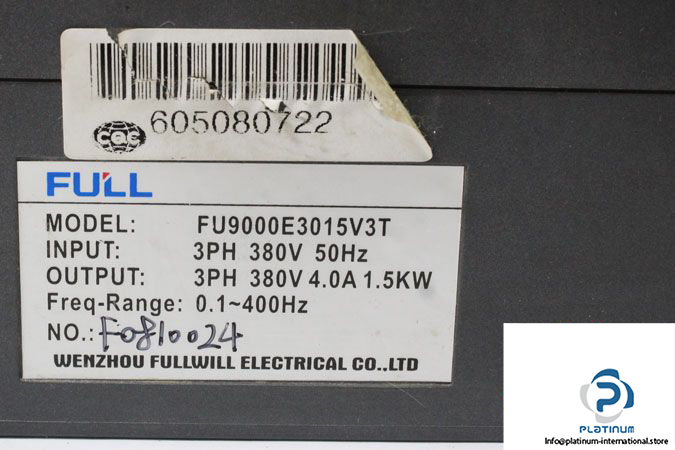 605080722
cqc
FULL
MODEL: FU9000E3015V3T
INPUT: 3PH 380V 50Hz
OUTPUT: 3PH 380V 4.0A 1.5KW
Freq-Range: 0.1~400Hz
NO.: F0810024
WENZHOU FULLWILL ELECTRICAL CO.,LTD
PLATINUM
Info@platinum-international.store